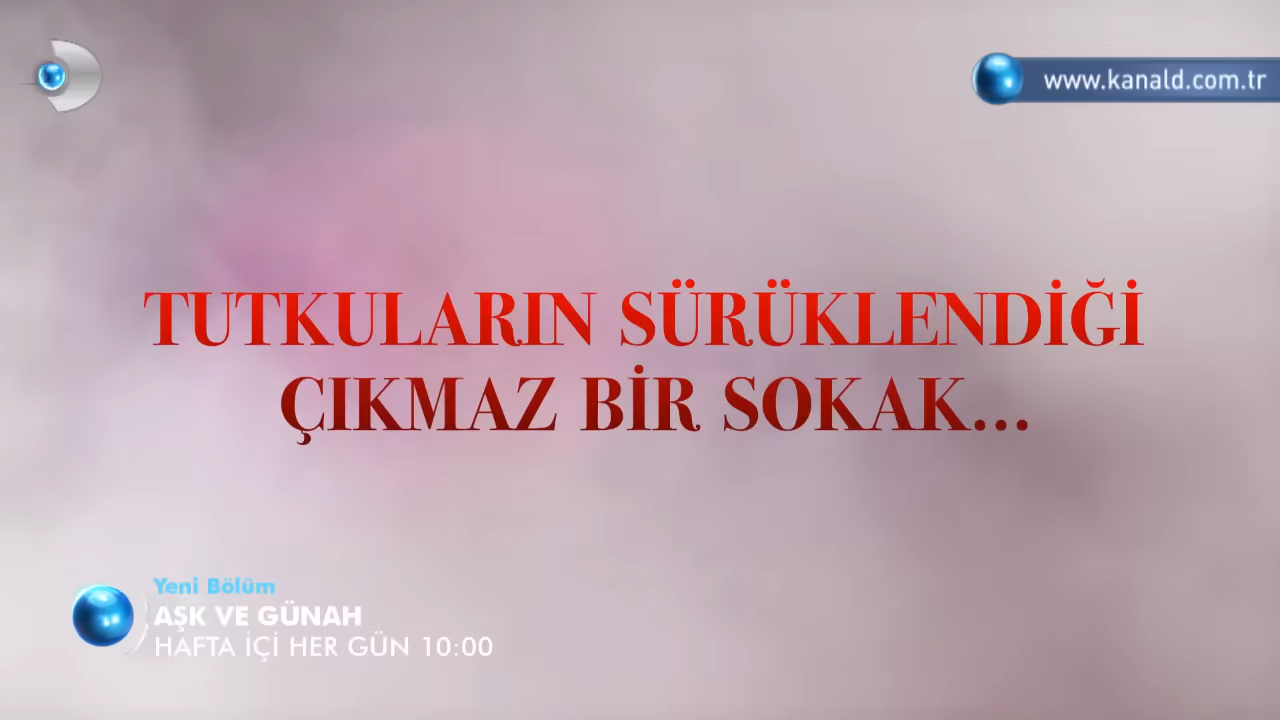 www.kanald.com.tr
TUTKULARIN SÜRÜKLENDİĞİ
ÇIKMAZ BİR SOKAK...
Yeni Bölüm
AŞK VE GÜNAH
HAFTA İÇİ HER GÜN 10:00